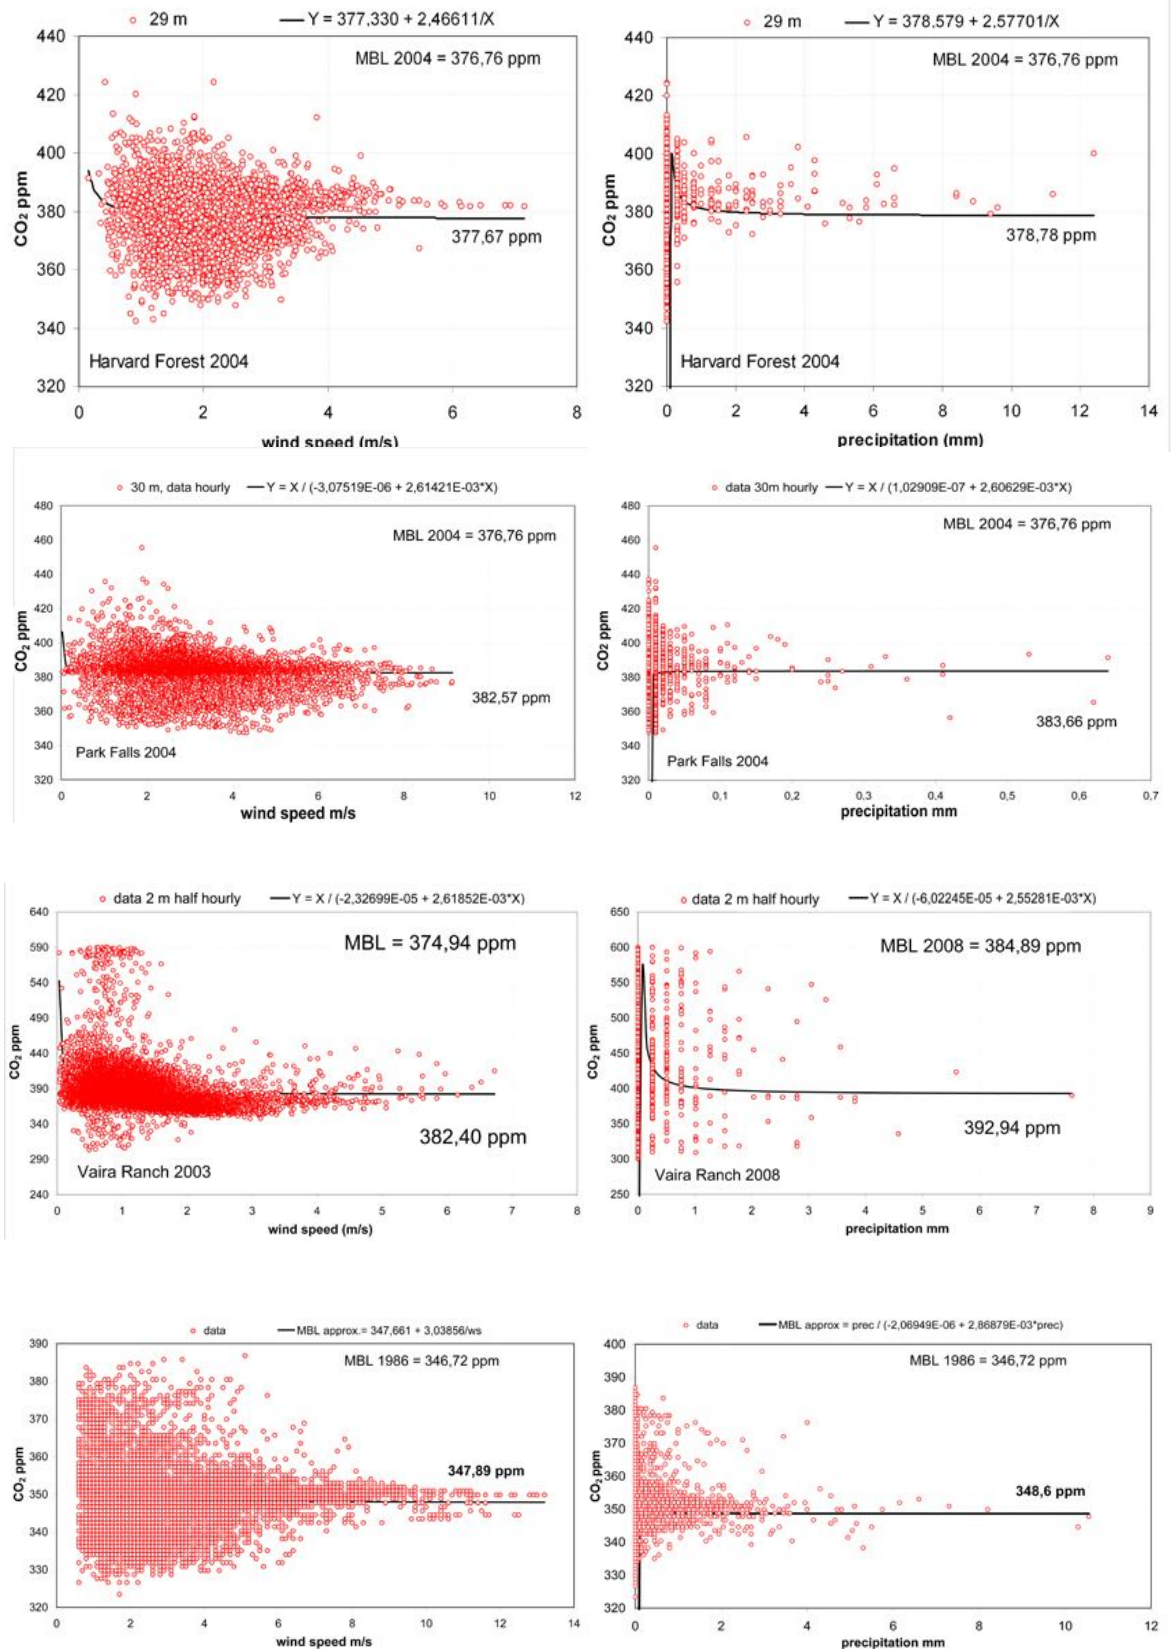 29 m Y = 377,330 + 2,46611/X
440
420
400
380
360
340
320
CO₂ ppm
MBL 2004 = 376,76 ppm
377,67 ppm
Harvard Forest 2004
0 2 4 6 8
wind speed (m/s)
29 m Y = 378,579 + 2,57701/X
440
420
400
380
360
340
320
CO₂ ppm
MBL 2004 = 376,76 ppm
378,78 ppm
Harvard Forest 2004
0 2 4 6 8 10 12 14
precipitation (mm)
30 m, data hourly Y = X / (-3,07519E-06 + 2,61421E-03*X)
480
460
440
420
400
380
360
340
320
CO₂ ppm
MBL 2004 = 376,76 ppm
382,57 ppm
Park Falls 2004
0 2 4 6 8 10 12
wind speed m/s
data 30m hourly Y = X / (1,02909E-07 + 2,60629E-03*X)
480
460
440
420
400
380
360
340
320
CO2 ppm
MBL 2004 = 376,76 ppm
383,66 ppm
Park Falls 2004
0 0,1 0,2 0,3 0,4 0,5 0,6 0,7
precipitation mm
data 2 m half hourly Y = X / (-2,32699E-05 + 2,61852E-03*X)
640
590
540
490
440
390
340
290
240
CO₂ ppm
MBL = 374,94 ppm
382,40 ppm
Vaira Ranch 2003
0 1 2 3 4 5 6 7 8
wind speed (m/s)
data 2 m half hourly Y = X / (-6,02245E-05 + 2,55281E-03*X)
650
600
550
500
450
400
350
300
250
CO₂ ppm
MBL 2008 = 384,89 ppm
392,94 ppm
Vaira Ranch 2008
0 1 2 3 4 5 6 7 8 9
precipitation mm
data MBL approx.= 347,661 + 3,03856/ws
390
380
370
360
350
340
330
320
CO₂ ppm
MBL 1986 = 346,72 ppm
347,89 ppm
0 2 4 6 8 10 12 14
wind speed m/s
data MBL approx = prec / (-2,06949E-06 + 2,86879E-03*prec)
400
390
380
370
360
350
340
330
320
CO₂ ppm
MBL 1986 = 346,72 ppm
348,6 ppm
0 2 4 6 8 10 12
precipitation mm